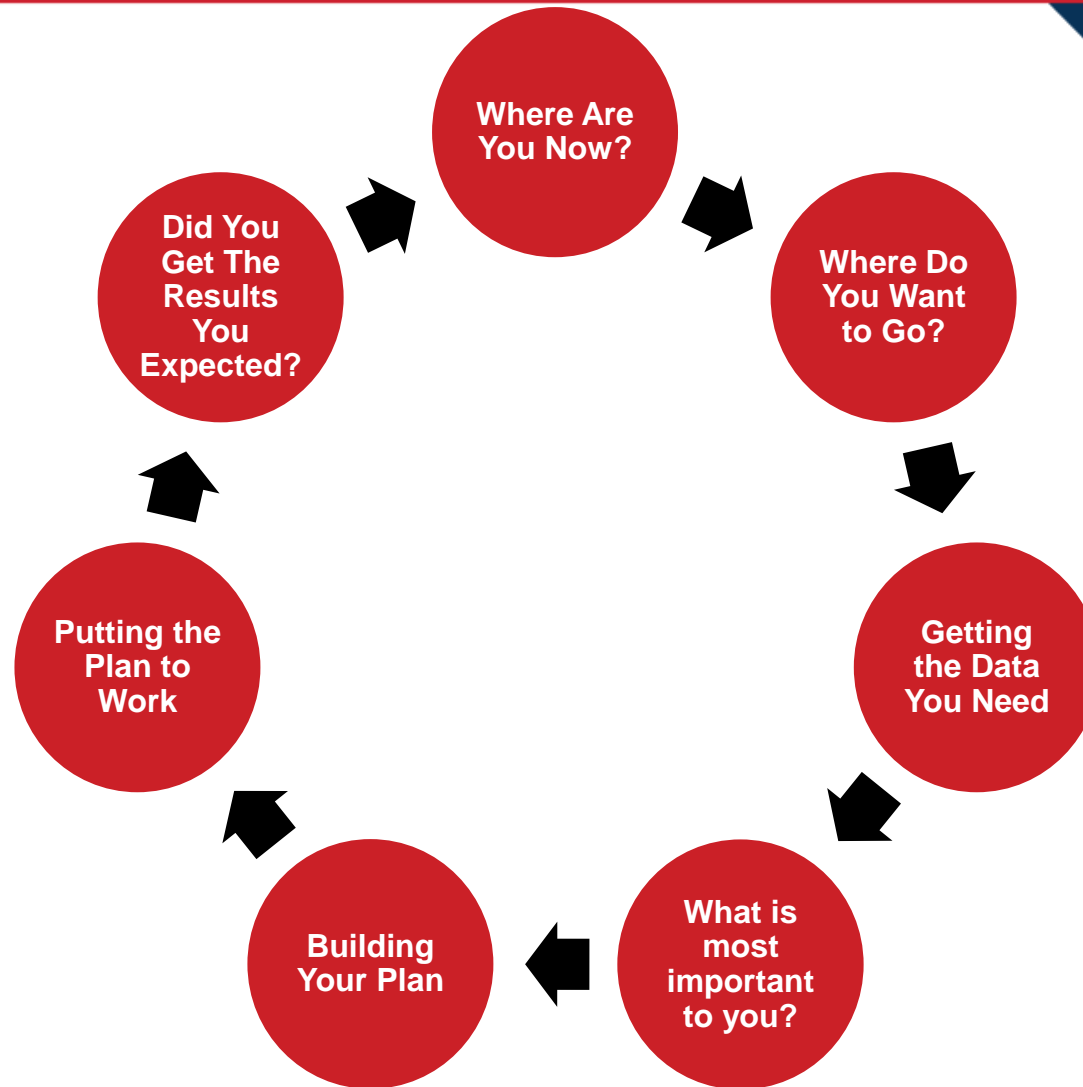 Where Are
You Now?
Where Do
You Want
to Go?
Getting
the Data
You Need
What is
most
important
to you?
Building
Your Plan
Putting the
Plan to
Work
Did You
Get The
Results
You
Expected?